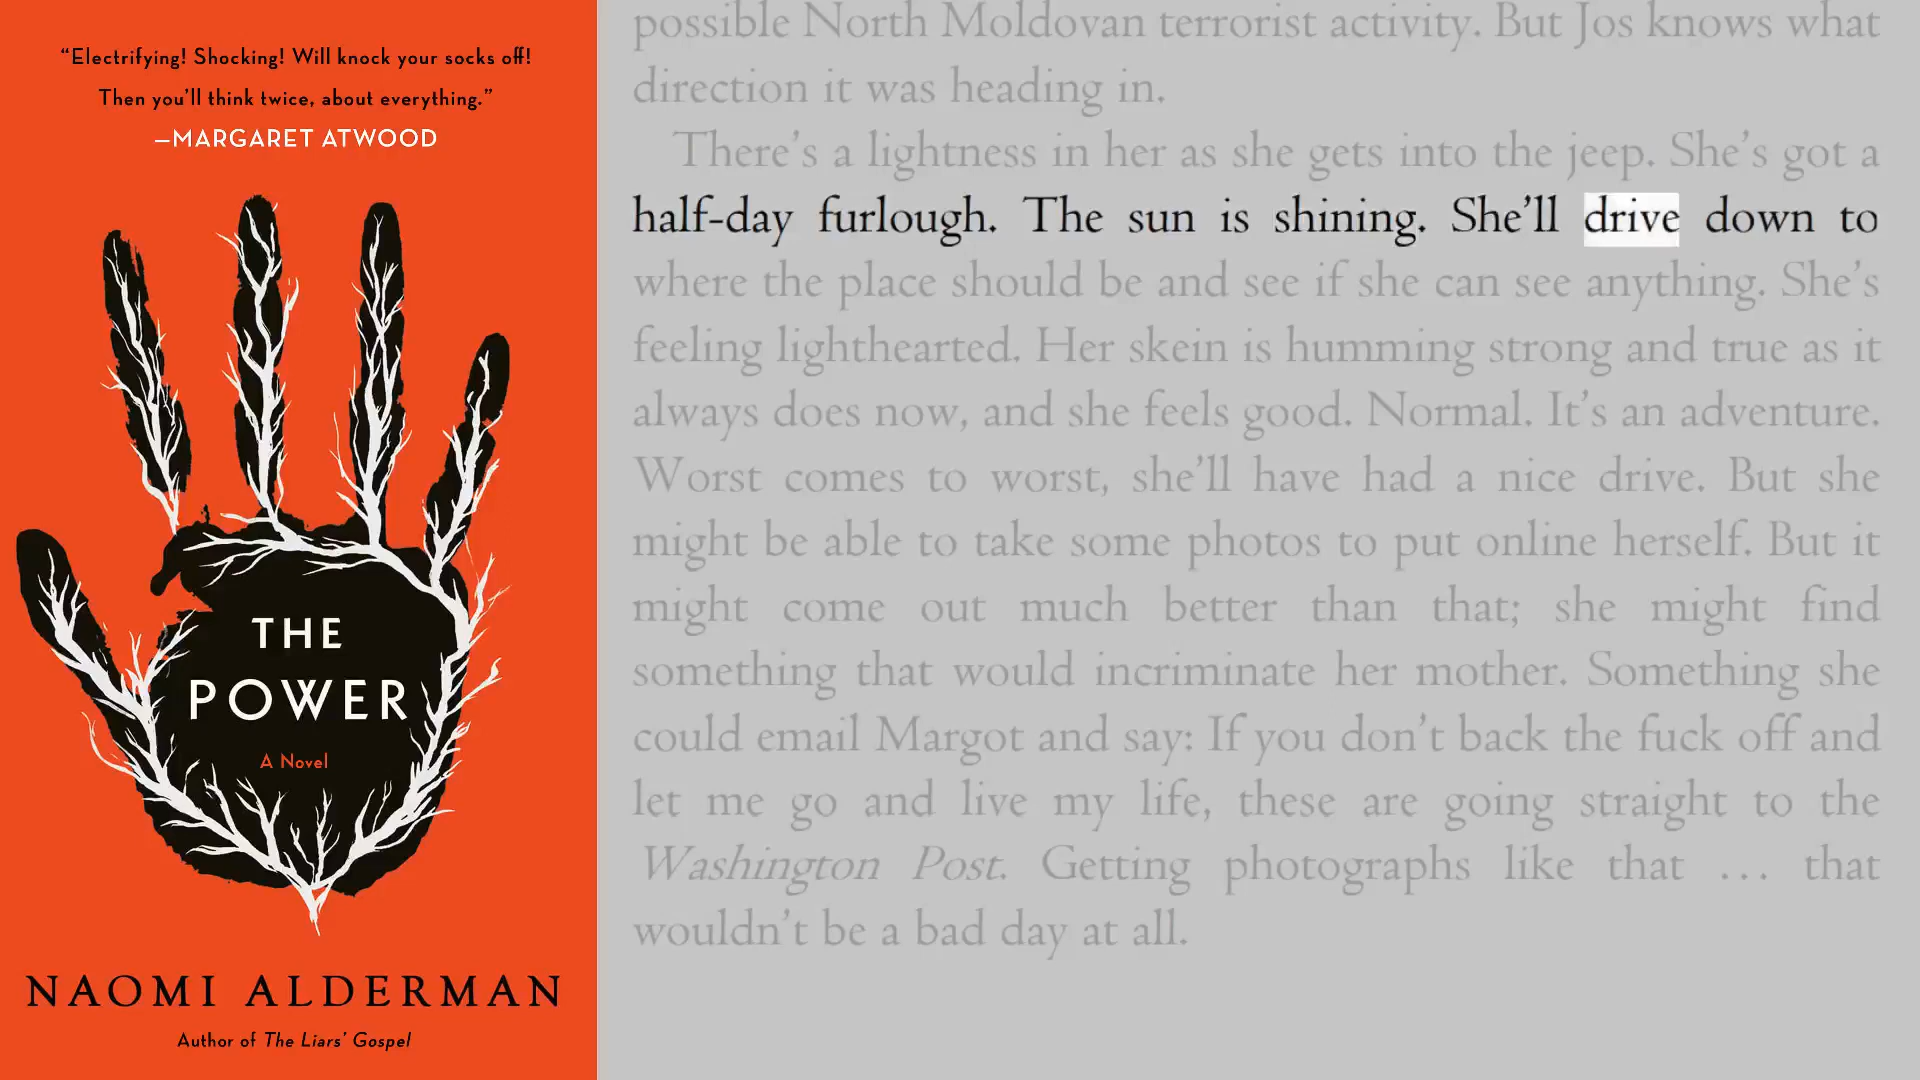 “Electrifying! Shocking! Will knock your socks off!
Then you’ll think twice, about everything.”
—MARGARET ATWOOD
THE
POWER
A Novel
NAOMI ALDERMAN
Author of The Liars’ Gospel
possible North Moldovan terrorist activity. But Jos knows what
direction it was heading in.
There’s a lightness in her as she gets into the jeep. She’s got a
half-day furlough. The sun is shining. She’ll drive down to
where the place should be and see if she can see anything. She’s
feeling lighthearted. Her skein is humming strong and true as it
always does now, and she feels good. Normal. It’s an adventure.
Worst comes to worst, she’ll have had a nice drive. But she
might be able to take some photos to put online herself. But it
might come out much better than that; she might find
something that would incriminate her mother. Something she
could email Margot and say: If you don’t back the fuck off and
let me go and live my life, these are going straight to the
Washington Post. Getting photographs like that … that
wouldn’t be a bad day at all.